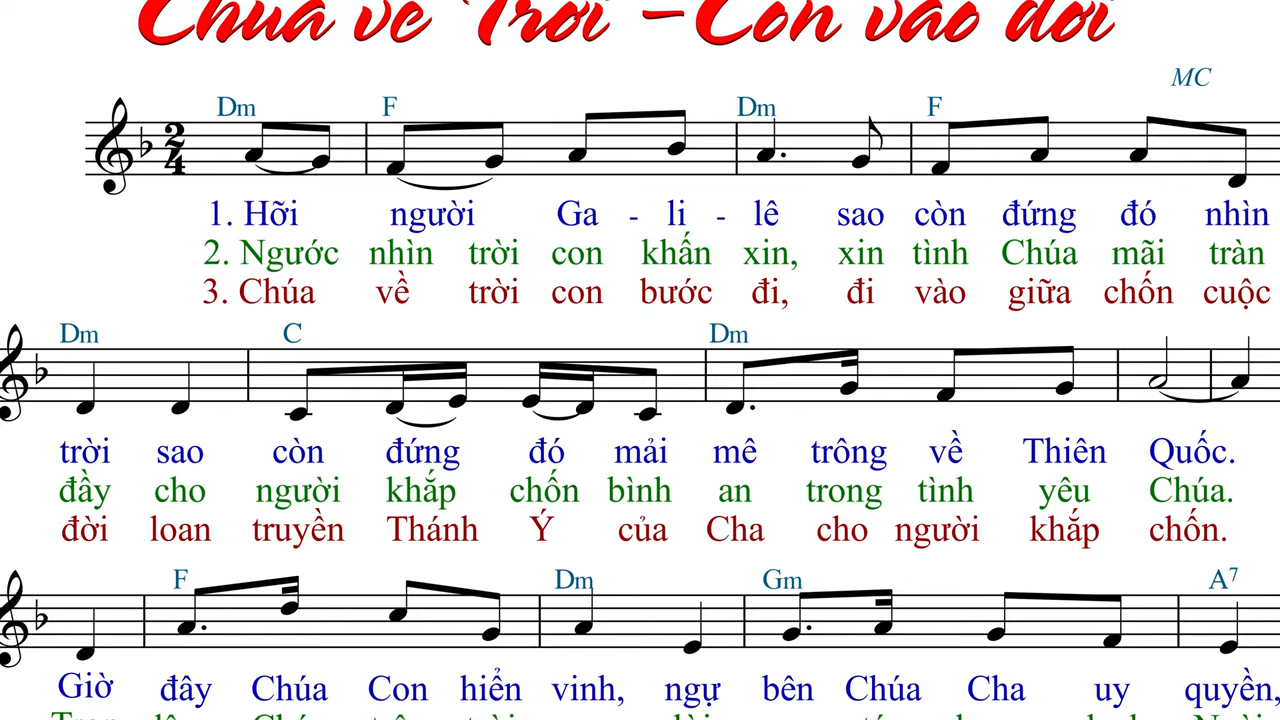 Chúa về Trời - Con vào đời
MC
Dm F Dm F
1. Hỡi người Ga - li - lê sao còn đứng đó nhìn
2. Ngước nhìn trời con khấn xin, xin tình Chúa mãi tràn
3. Chúa về trời con bước đi, đi vào giữa chốn cuộc
Dm C Dm
trời sao còn đứng đó mải mê trông về Thiên Quốc.
đầy cho người khắp chốn bình an trong tình yêu Chúa.
đời loan truyền Thánh Ý của Cha cho người khắp chốn.
F Dm Gm A7
Giờ đây Chúa Con hiển vinh, ngự bên Chúa Cha uy quyền,